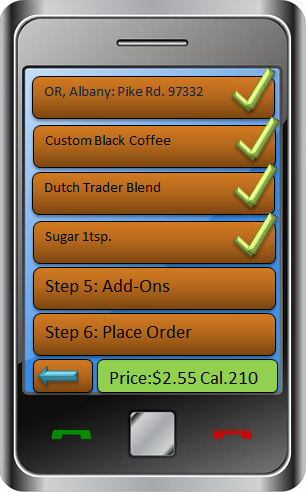 OR, Albany: Pike Rd. 97332
Custom Black Coffee
Dutch Trader Blend
Sugar 1tsp.
Step 5: Add-Ons
Step 6: Place Order
Price:$2.55 Cal.210